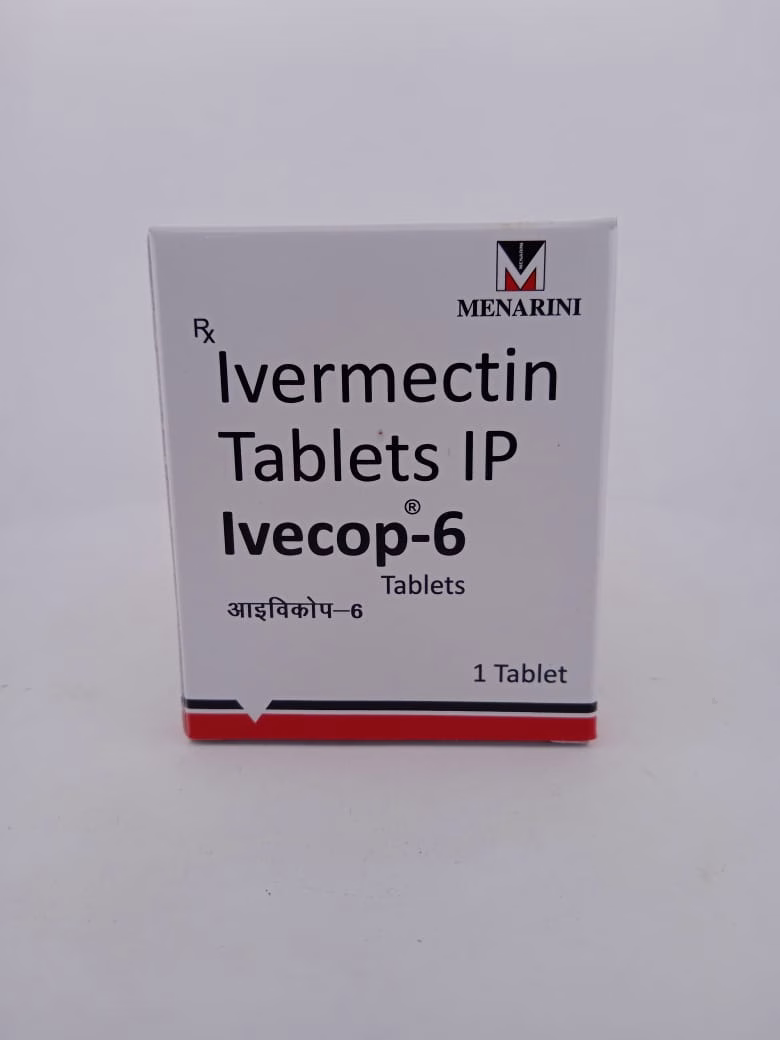 MENARINI
Rx
Ivermectin
Tablets IP
Ivecop®-6
Tablets
आइविकोप–6
1 Tablet